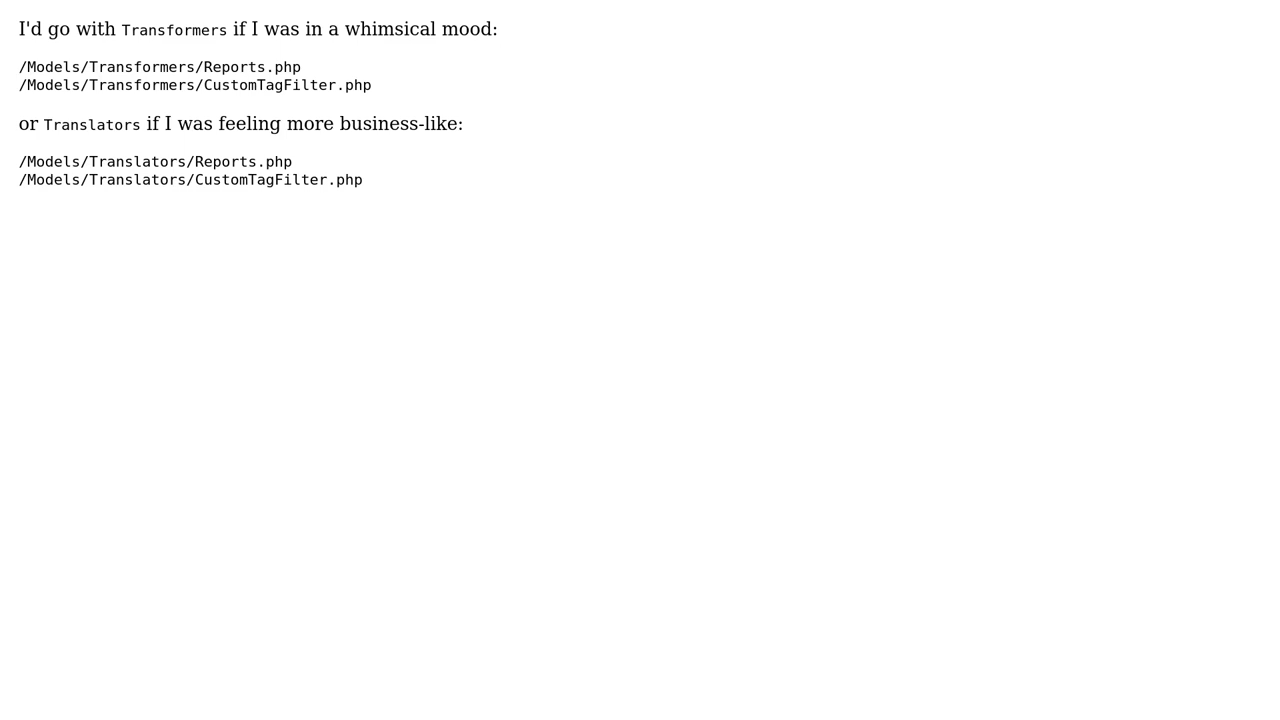 I'd go with Transformers if I was in a whimsical mood:
/Models/Transformers/Reports.php
/Models/Transformers/CustomTagFilter.php
or Translators if I was feeling more business-like:
/Models/Translators/Reports.php
/Models/Translators/CustomTagFilter.php